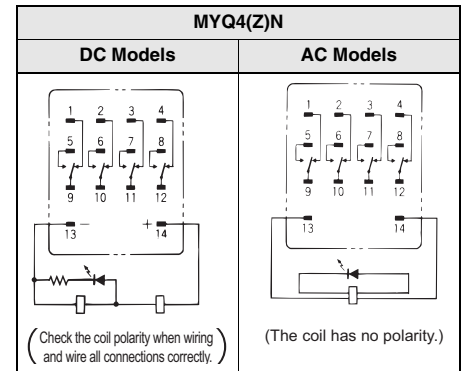 MYQ4(Z)N
DC Models
AC Models
1 2 3 4
5 6 7 8
9 10 11 12
13 − + 14
(Check the coil polarity when wiring
and wire all connections correctly.)
1 2 3 4
5 6 7 8
9 10 11 12
13 14
(The coil has no polarity.)